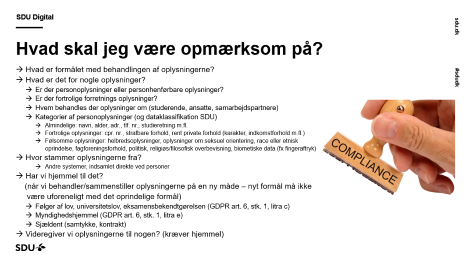 SDU Digital
sdu.dk
#sdudk
Hvad skal jeg være opmærksom på?
→ Hvad er formålet med behandlingen af oplysningerne?
→ Hvad er det for nogle oplysninger?
→ Er der personoplysninger eller personhenførbare oplysninger?
→ Er der fortrolige forretnings oplysninger?
→ Hvem behandles der oplysninger om (studerende, ansatte, samarbejdspartnere)
→ Kategorier af personoplysninger (og dataklassifikation SDU)
→ Almindelige: navn, alder, adr., tlf. nr., studieretning m.fl.
→ Fortrolige oplysninger: cpr. nr., strafbare forhold, rent private forhold (karakter, indkomstforhold m.fl.)
→ Følsomme oplysninger: helbredsoplysninger, oplysninger om seksuel orientering, race eller etnisk
oprindelse, fagforeningsforhold, politisk, religiøs/filosofisk overbevisning, biometriske data (fx fingeraftryk)
→ Hvor stammer oplysningerne fra?
→ Andre systemer, indsamlet direkte ved personer
→ Har vi hjemmel til det?
(når vi behandler/sammenstiller oplysningerne på en ny måde – nyt formål må ikke
være uforeneligt med det oprindelige formål)
→ Følger af lov, universitetslov, eksamensbekendtgørelsen (GDPR art. 6, stk. 1, litra c)
→ Myndighedshjemmel (GDPR art. 6, stk. 1, litra e)
→ Sjældent (samtykke, kontrakt)
→ Videregiver vi oplysningerne til nogen? (kræver hjemmel)
COMPLIANCE
SDU